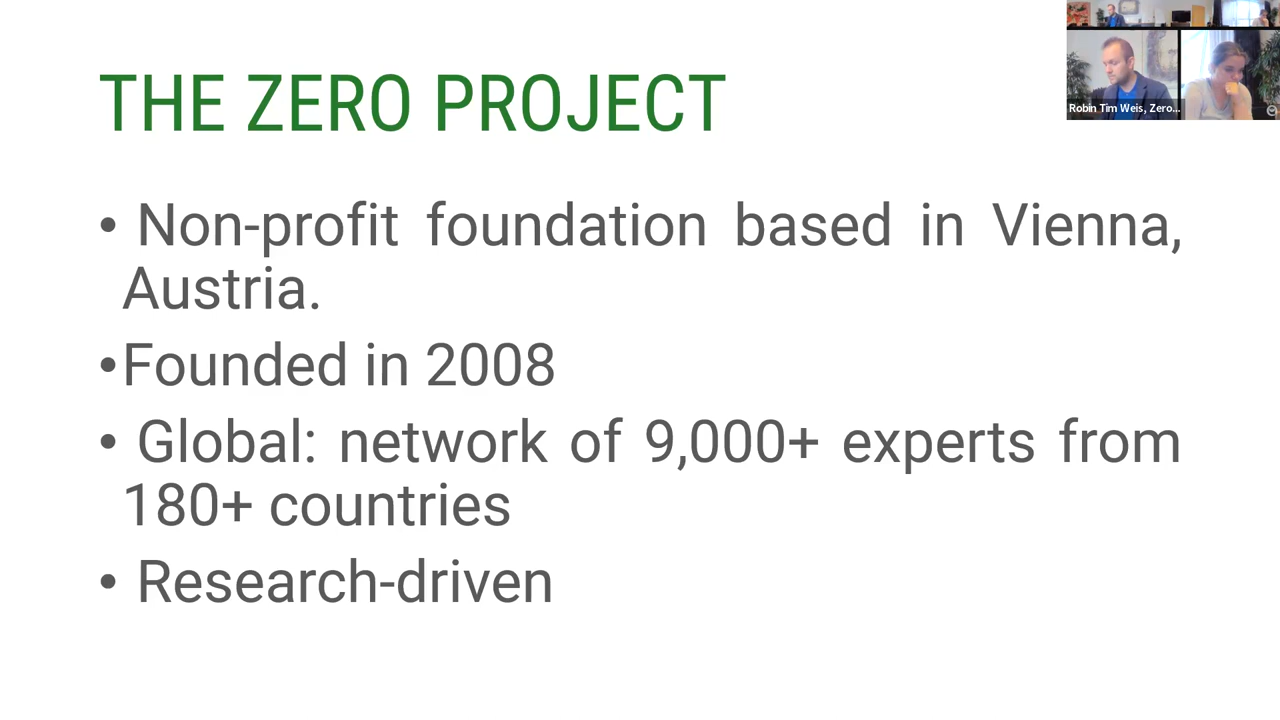 THE ZERO PROJECT
Robin Tim Weis, Zero...
• Non-profit foundation based in Vienna,
Austria.
•Founded in 2008
• Global: network of 9,000+ experts from
180+ countries
• Research-driven